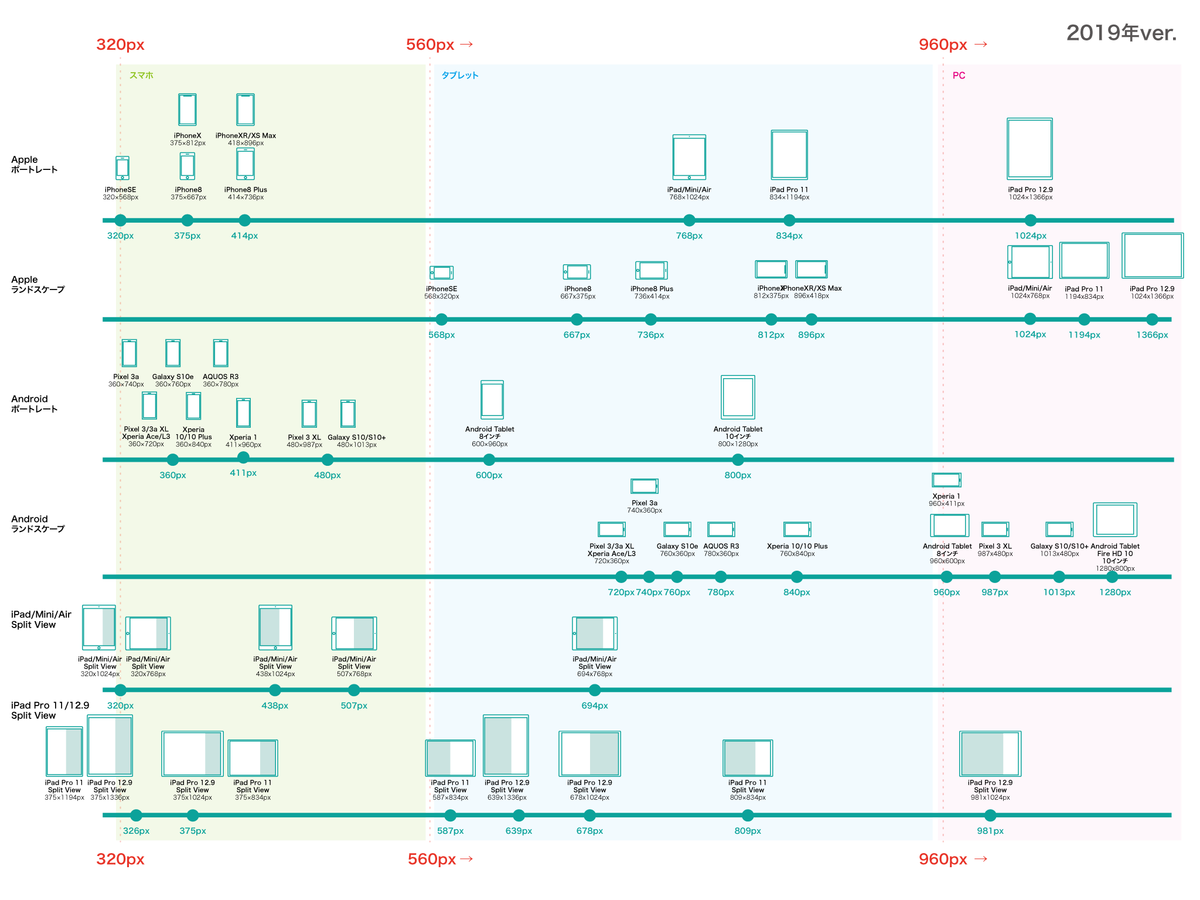 2019年ver.
320px
560px →
960px →
スマホ
タブレット
PC
Apple
ポートレート
iPhoneX
375×812px
iPhoneXR/XS Max
418×896px
iPhoneSE
320×568px
iPhone8
375×667px
iPhone8 Plus
414×736px
iPad/Mini/Air
768×1024px
iPad Pro 11
834×1194px
iPad Pro 12.9
1024×1366px
320px
375px
414px
768px
834px
1024px
Apple
ランドスケープ
iPhoneSE
568x320px
iPhone8
667x375px
iPhone8 Plus
736x414px
iPhoneX
812x375px
iPhoneXR/XS Max
896x418px
iPad/Mini/Air
1024x768px
iPad Pro 11
1194x834px
iPad Pro 12.9
1024x1366px
568px
667px
736px
812px
896px
1024px
1194px
1366px
Android
ポートレート
Pixel 3a
360×740px
Galaxy S10e
360×760px
AQUOS R3
360×780px
Pixel 3/3a XL
Xperia Ace/L3
360×720px
Xperia
10/10 Plus
360×840px
Xperia 1
411×960px
Pixel 3 XL
480×987px
Galaxy S10/S10+
480×1013px
Android Tablet
8インチ
600×960px
Android Tablet
10インチ
800×1280px
360px
411px
480px
600px
800px
Android
ランドスケープ
Pixel 3a
740x360px
Xperia 1
960×411px
Pixel 3/3a XL
Xperia Ace/L3
720x360px
Galaxy S10e
760x360px
AQUOS R3
780x360px
Xperia 10/10 Plus
760x840px
Android Tablet
8インチ
960x600px
Pixel 3 XL
987x480px
Galaxy S10/S10+
1013x480px
Android Tablet
Fire HD 10
10インチ
1280x800px
720px
740px
760px
780px
840px
960px
987px
1013px
1280px
iPad/Mini/Air
Split View
iPad/Mini/Air
Split View
320x1024px
iPad/Mini/Air
Split View
320x768px
iPad/Mini/Air
Split View
438x1024px
iPad/Mini/Air
Split View
507x768px
iPad/Mini/Air
Split View
694x768px
320px
438px
507px
694px
iPad Pro 11/12.9
Split View
iPad Pro 11
Split View
375x1194px
iPad Pro 12.9
Split View
375x1336px
iPad Pro 12.9
Split View
375x1024px
iPad Pro 11
Split View
375x834px
iPad Pro 11
Split View
587x834px
iPad Pro 12.9
Split View
639x1336px
iPad Pro 12.9
Split View
678x1024px
iPad Pro 11
Split View
809x834px
iPad Pro 12.9
Split View
981x1024px
326px
375px
587px
639px
678px
809px
981px
320px
560px →
960px →